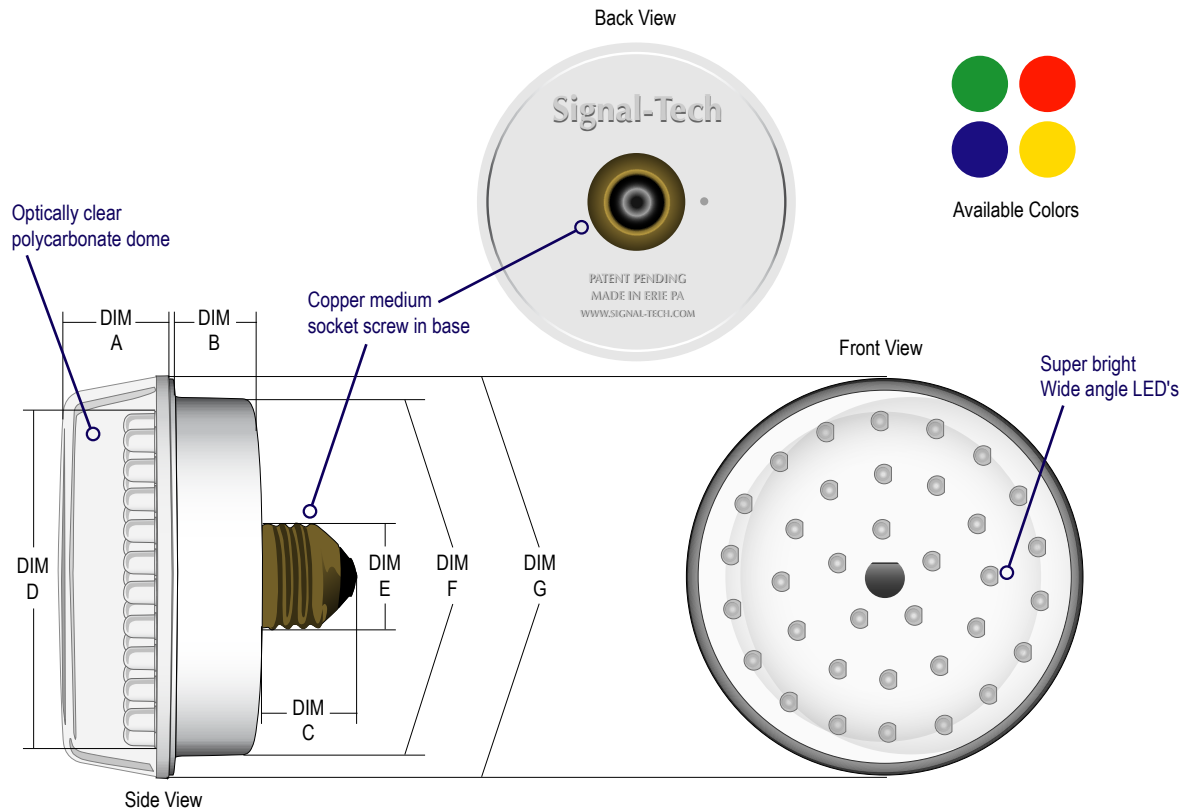 Back View
Signal-Tech
PATENT PENDING
MADE IN ERIE PA
WWW.SIGNAL-TECH.COM
Available Colors
Optically clear
polycarbonate dome
Copper medium
socket screw in base
DIM
A
DIM
B
Front View
Super bright
Wide angle LED's
DIM
D
DIM
E
DIM
F
DIM
G
DIM
C
Side View